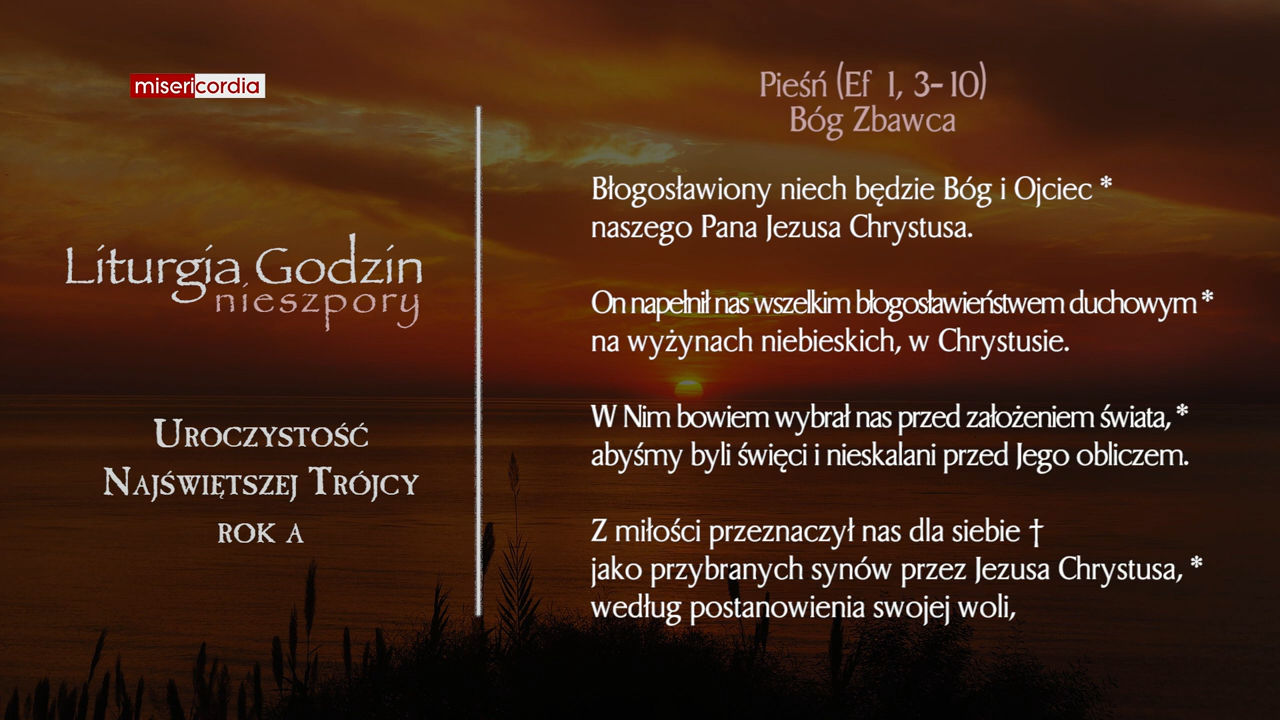 misericordia
Liturgia Godzin
nieszpory
Uroczystość
Najświętszej Trójcy
rok A
Pieśń (Ef 1, 3-10)
Bóg Zbawca
Błogosławiony niech będzie Bóg i Ojciec *
naszego Pana Jezusa Chrystusa.
On napełnił nas wszelkim błogosławieństwem duchowym *
na wyżynach niebieskich, w Chrystusie.
W Nim bowiem wybrał nas przed założeniem świata, *
abyśmy byli święci i nieskalani przed Jego obliczem.
Z miłości przeznaczył nas dla siebie †
jako przybranych synów przez Jezusa Chrystusa, *
według postanowienia swojej woli,